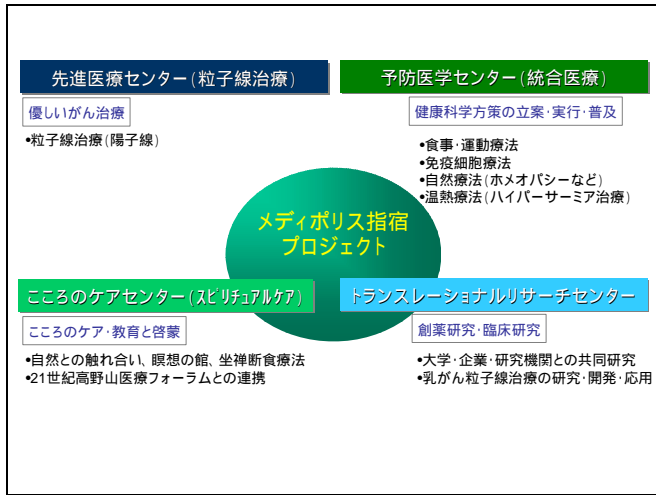 先進医療センター(粒子線治療)
優しいがん治療
•粒子線治療(陽子線)
予防医学センター(統合医療)
健康科学方策の立案･実行･普及
•食事･運動療法
•免疫細胞療法
•自然療法(ホメオパシーなど)
•温熱療法(ハイパーサーミア治療)
メディポリス指宿
プロジェクト
こころのケアセンター(スピリチュアルケア)
こころのケア･教育と啓蒙
•自然との触れ合い、瞑想の館、坐禅断食療法
•21世紀高野山医療フォーラムとの連携
トランスレーショナルリサーチセンター
創薬研究･臨床研究
•大学･企業･研究機関との共同研究
•乳がん粒子線治療の研究･開発･応用